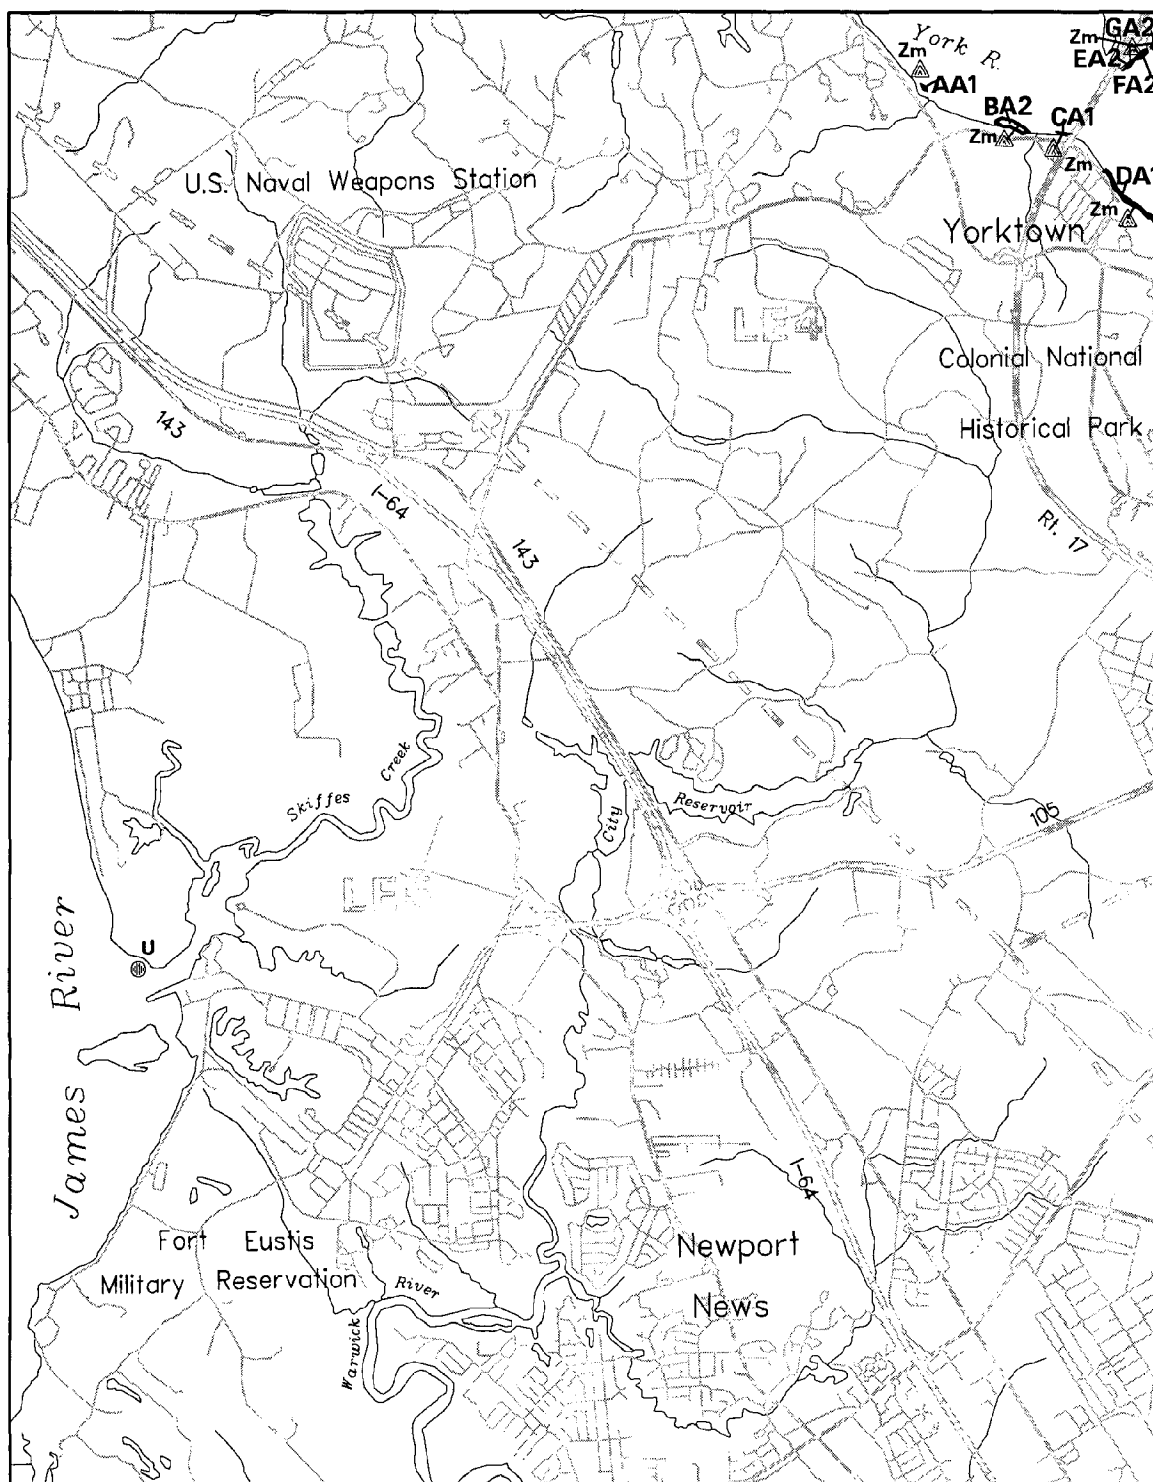 York R.
GA2
Zm
EA2
FA2
Zm
AA1
BA2
CA1
Zm
Zm
DA1
Zm
U.S. Naval Weapons Station
Yorktown
LE4
Colonial National
Historical Park
143
I-64
143
Rt. 17
Skiffes Creek
City Reservoir
105
U
James River
I-64
Fort Eustis
Military Reservation
Newport
News
Warwick River